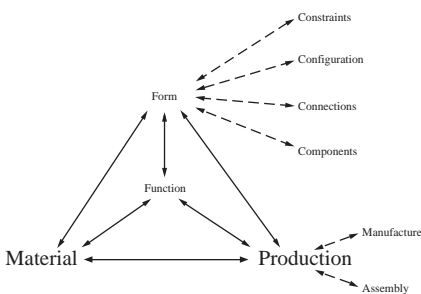 Constraints
Configuration
Form
Connections
Components
Function
Manufacture
Material
Production
Assembly